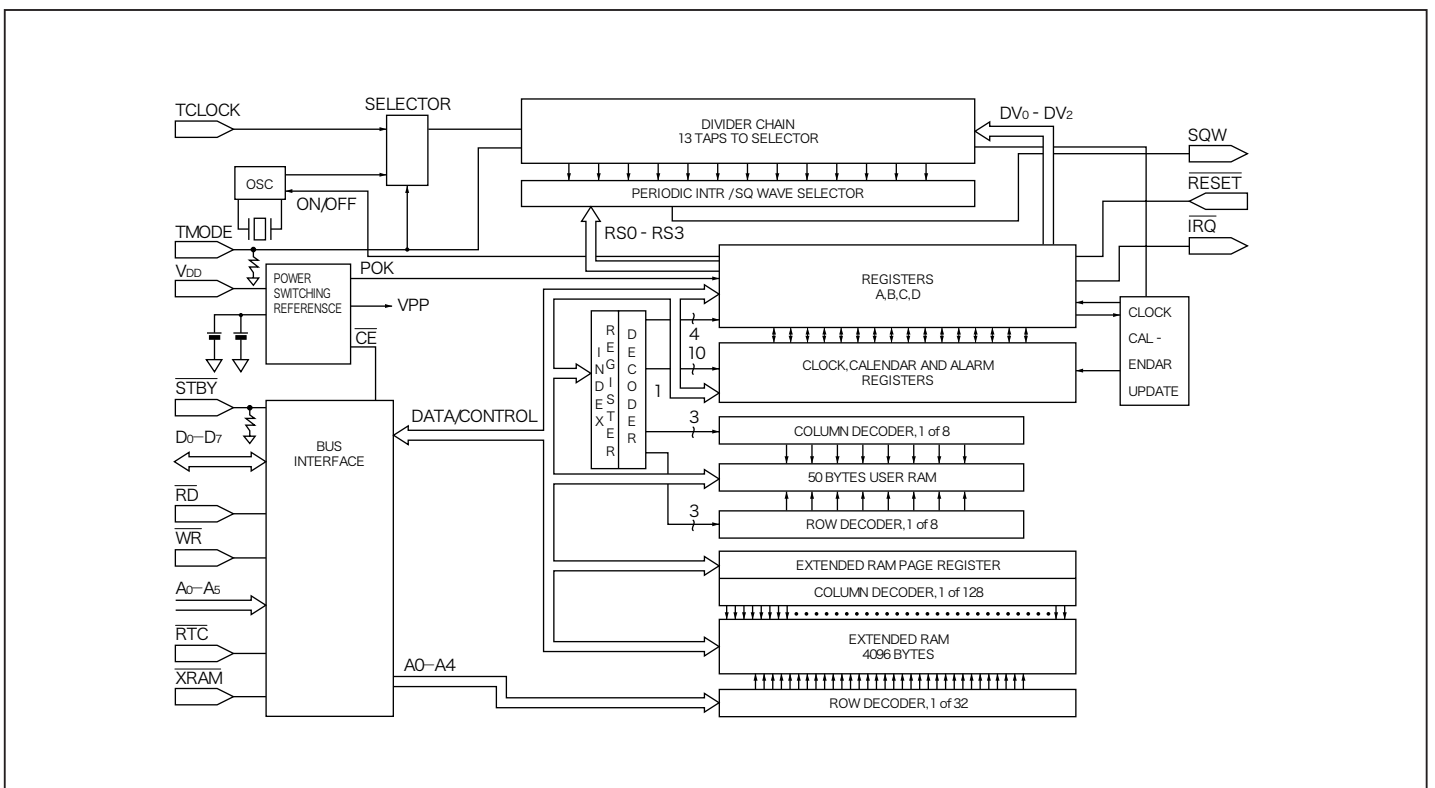 TCLOCK
SELECTOR
DIVIDER CHAIN
13 TAPS TO SELECTOR
DV0 - DV2
SQW
OSC
ON/OFF
PERIODIC INTR /SQ WAVE SELECTOR
RESET
TMODE
RS0 - RS3
IRQ
VDD
POWER
SWITCHING
REFERENSCE
POK
VPP
CE
REGISTERS
A,B,C,D
INDEX
REGISTER
DECODER
4
10
1
CLOCK,CALENDAR AND ALARM
REGISTERS
CLOCK
CAL -
ENDAR
UPDATE
STBY
D0–D7
DATA/CONTROL
BUS
INTERFACE
3
COLUMN DECODER,1 of 8
50 BYTES USER RAM
3
ROW DECODER,1 of 8
RD
WR
A0–A5
RTC
XRAM
EXTENDED RAM PAGE REGISTER
COLUMN DECODER,1 of 128
EXTENDED RAM
4096 BYTES
A0–A4
ROW DECODER,1 of 32